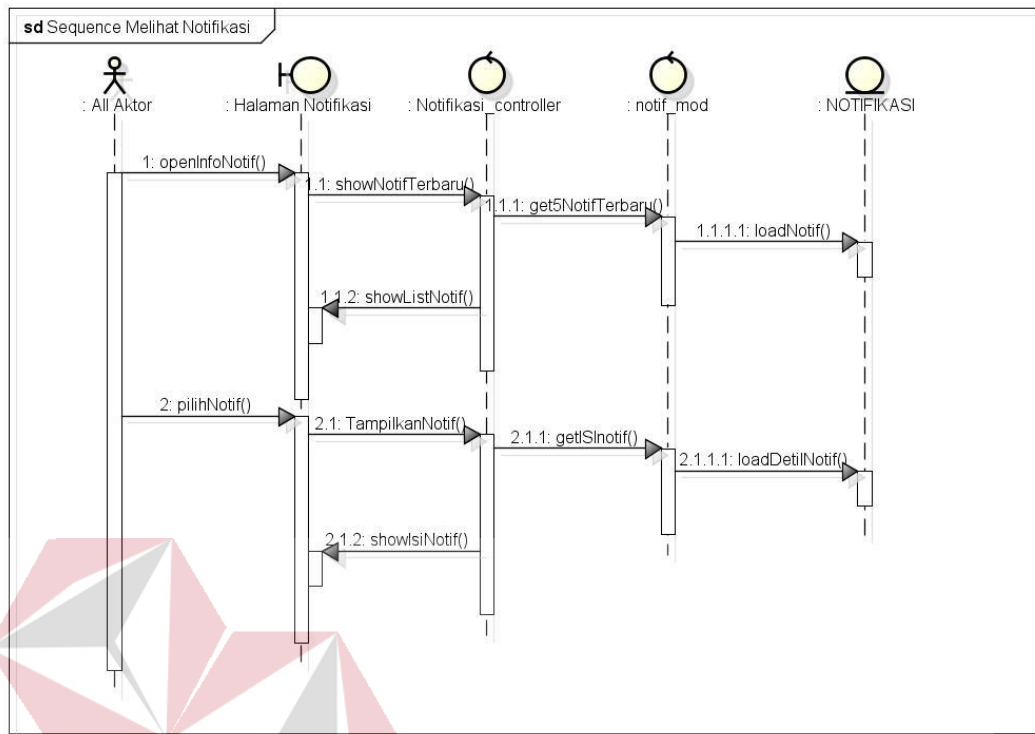 sd Sequence Melihat Notifikasi
: All Aktor
: Halaman Notifikasi
: Notifikasi_controller
: notif_mod
: NOTIFIKASI
1: openInfoNotif()
1.1: showNotifTerbaru()
1.1.1: get5NotifTerbaru()
1.1.1.1: loadNotif()
1.1.2: showListNotif()
2: pilihNotif()
2.1: TampilkanNotif()
2.1.1: getISInotif()
2.1.1.1: loadDetilNotif()
2.1.2: showIsiNotif()